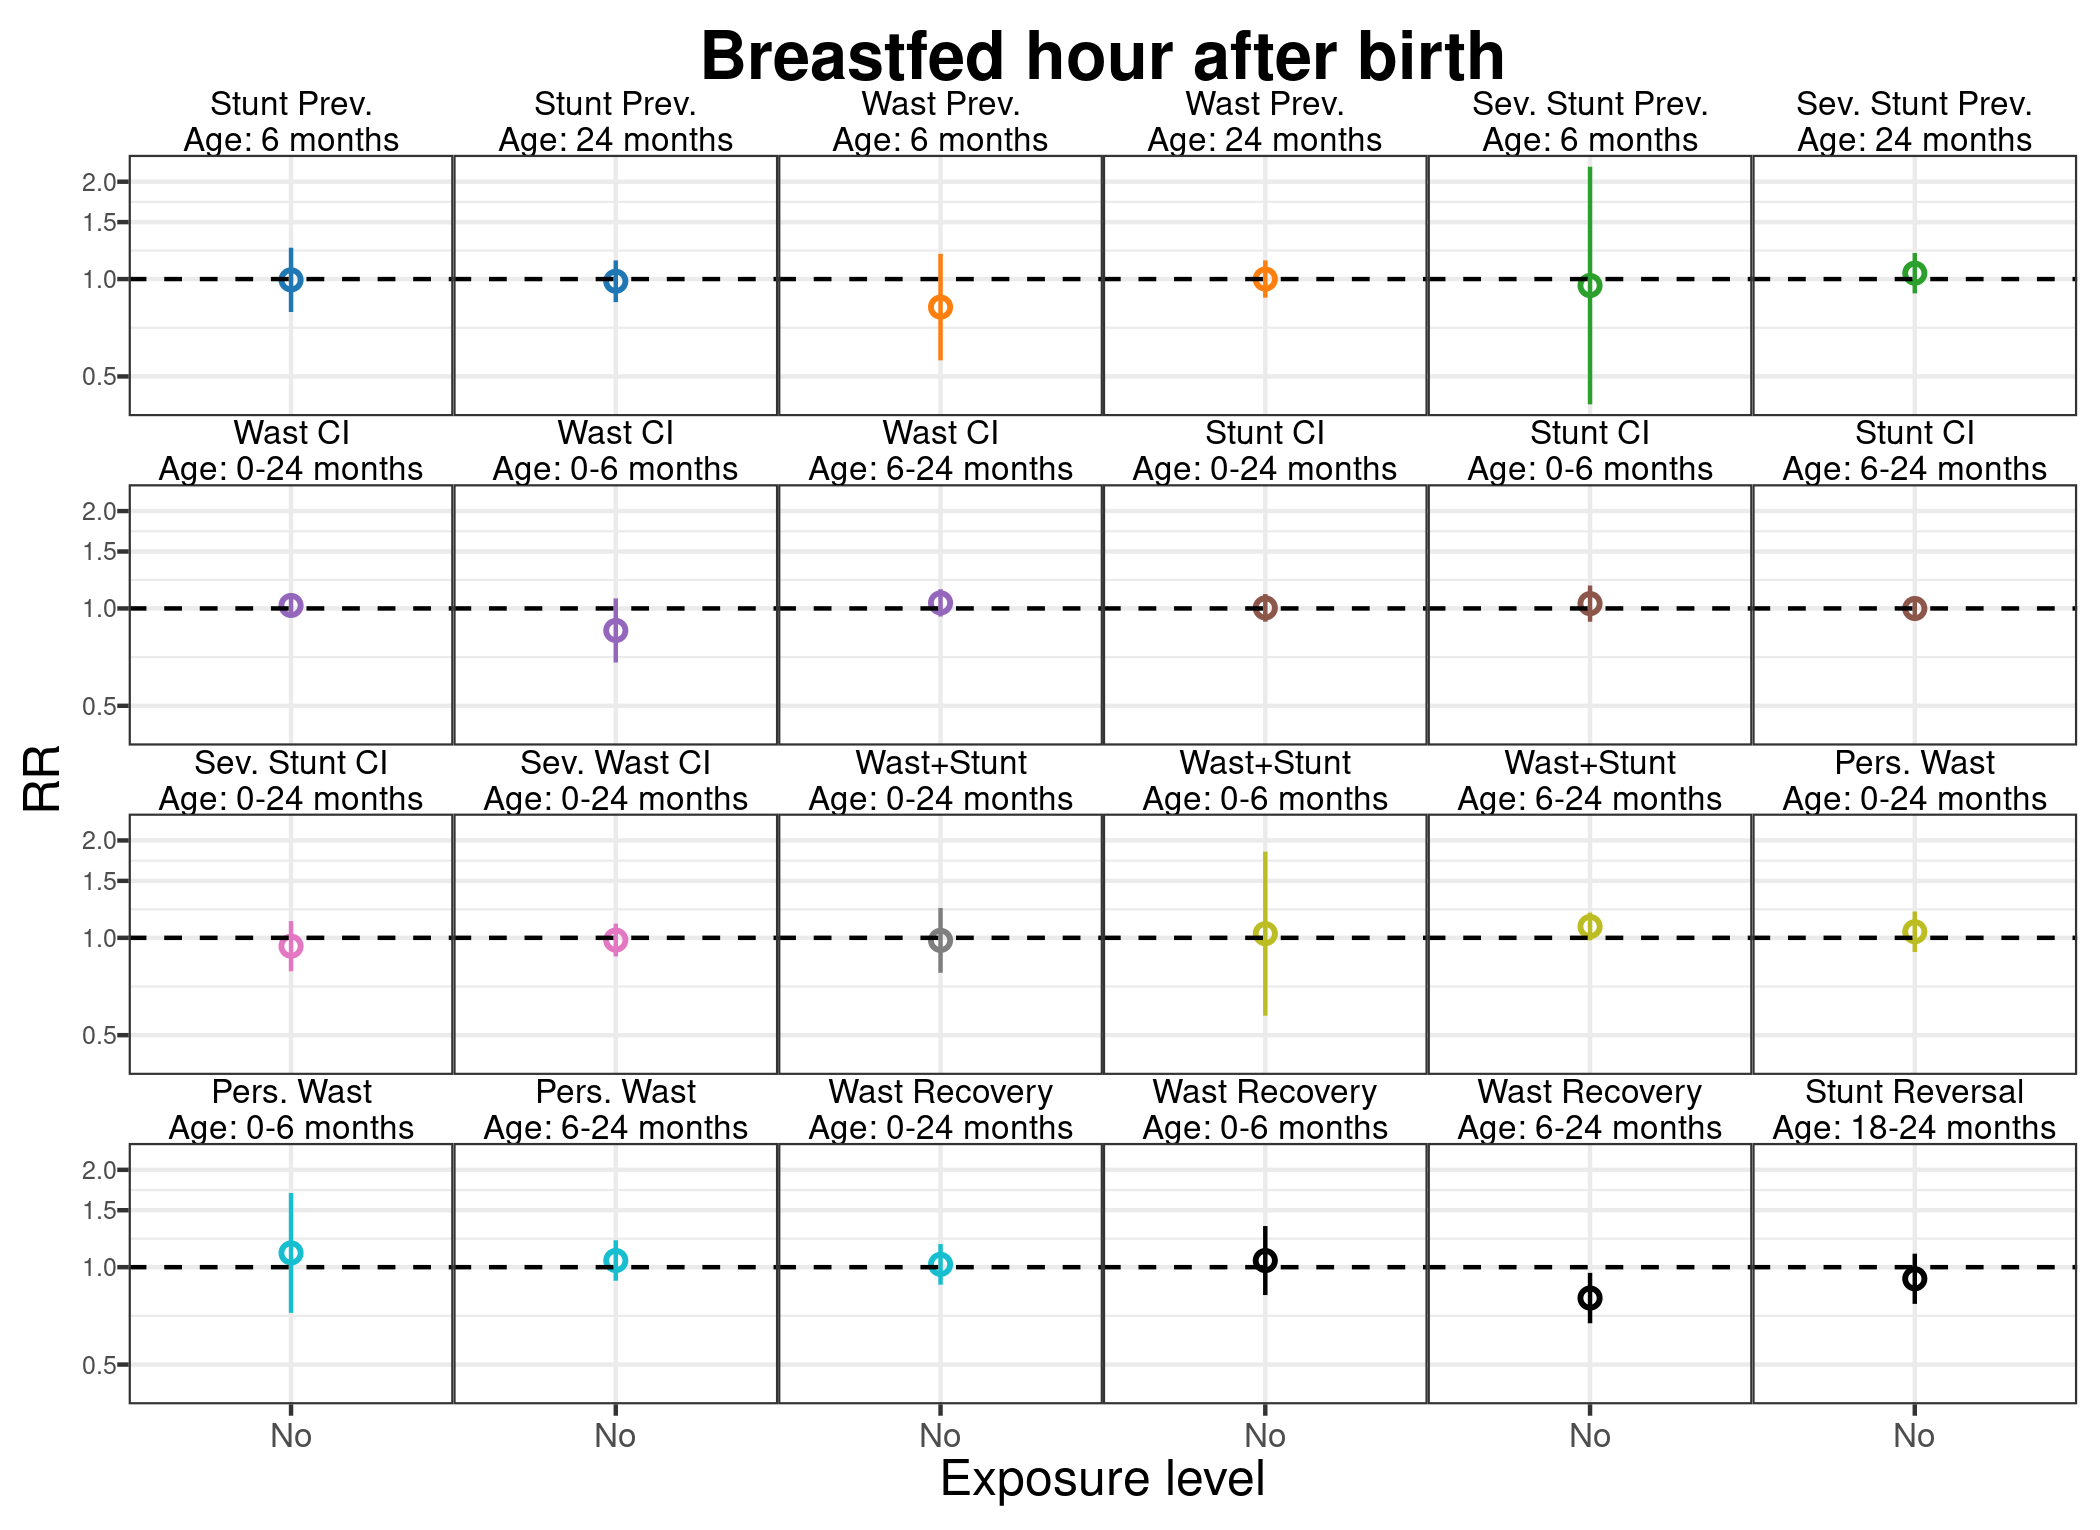 Breastfed hour after birth
Stunt Prev.
Age: 6 months
Stunt Prev.
Age: 24 months
Wast Prev.
Age: 6 months
Wast Prev.
Age: 24 months
Sev. Stunt Prev.
Age: 6 months
Sev. Stunt Prev.
Age: 24 months
2.0
1.5
1.0
0.5
Wast CI
Age: 0-24 months
Wast CI
Age: 0-6 months
Wast CI
Age: 6-24 months
Stunt CI
Age: 0-24 months
Stunt CI
Age: 0-6 months
Stunt CI
Age: 6-24 months
2.0
1.5
1.0
0.5
RR
Sev. Stunt CI
Age: 0-24 months
Sev. Wast CI
Age: 0-24 months
Wast+Stunt
Age: 0-24 months
Wast+Stunt
Age: 0-6 months
Wast+Stunt
Age: 6-24 months
Pers. Wast
Age: 0-24 months
2.0
1.5
1.0
0.5
Pers. Wast
Age: 0-6 months
Pers. Wast
Age: 6-24 months
Wast Recovery
Age: 0-24 months
Wast Recovery
Age: 0-6 months
Wast Recovery
Age: 6-24 months
Stunt Reversal
Age: 18-24 months
2.0
1.5
1.0
0.5
No
No
No
No
No
No
Exposure level